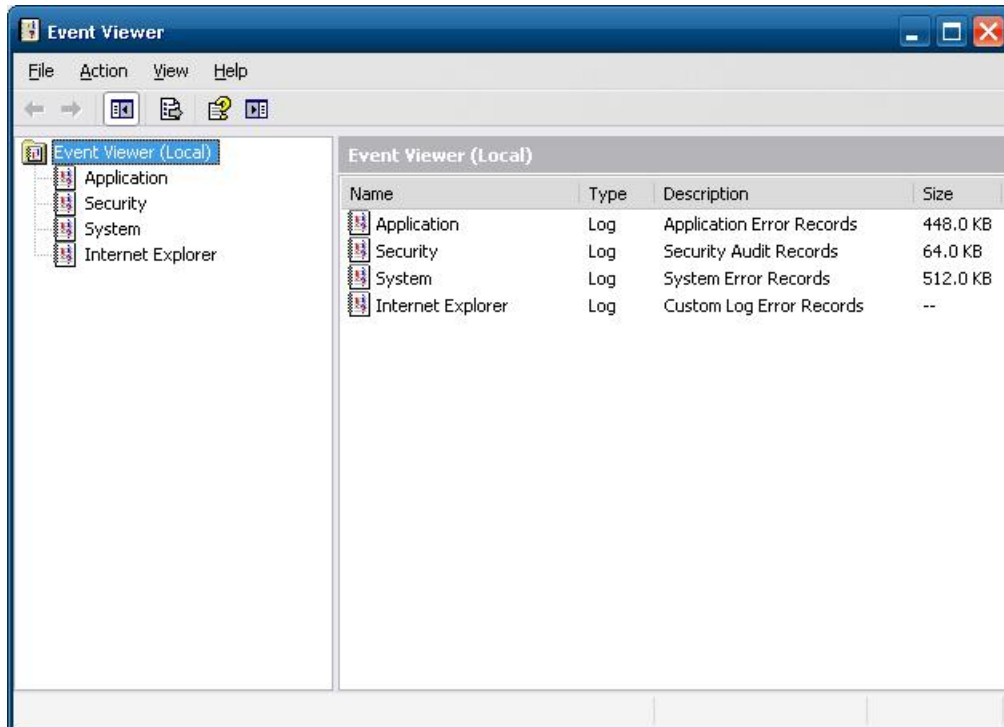 Event Viewer
File Action View Help
Event Viewer (Local)
Application
Security
System
Internet Explorer
Event Viewer (Local)
Name Type Description Size
Application Log Application Error Records 448.0 KB
Security Log Security Audit Records 64.0 KB
System Log System Error Records 512.0 KB
Internet Explorer Log Custom Log Error Records --